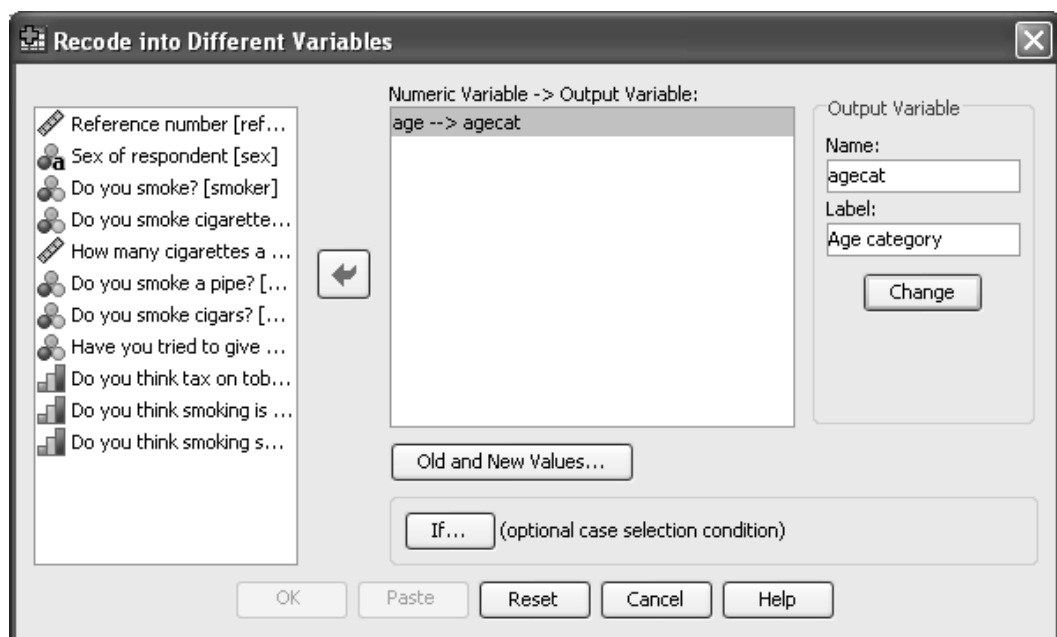 Recode into Different Variables
Reference number [ref...
Sex of respondent [sex]
Do you smoke? [smoker]
Do you smoke cigarette...
How many cigarettes a ...
Do you smoke a pipe? [...
Do you smoke cigars? [...
Have you tried to give ...
Do you think tax on tob...
Do you think smoking is ...
Do you think smoking s...
Numeric Variable -> Output Variable:
age --> agecat
Output Variable
Name:
agecat
Label:
Age category
Change
Old and New Values...
If... (optional case selection condition)
OK Paste Reset Cancel Help